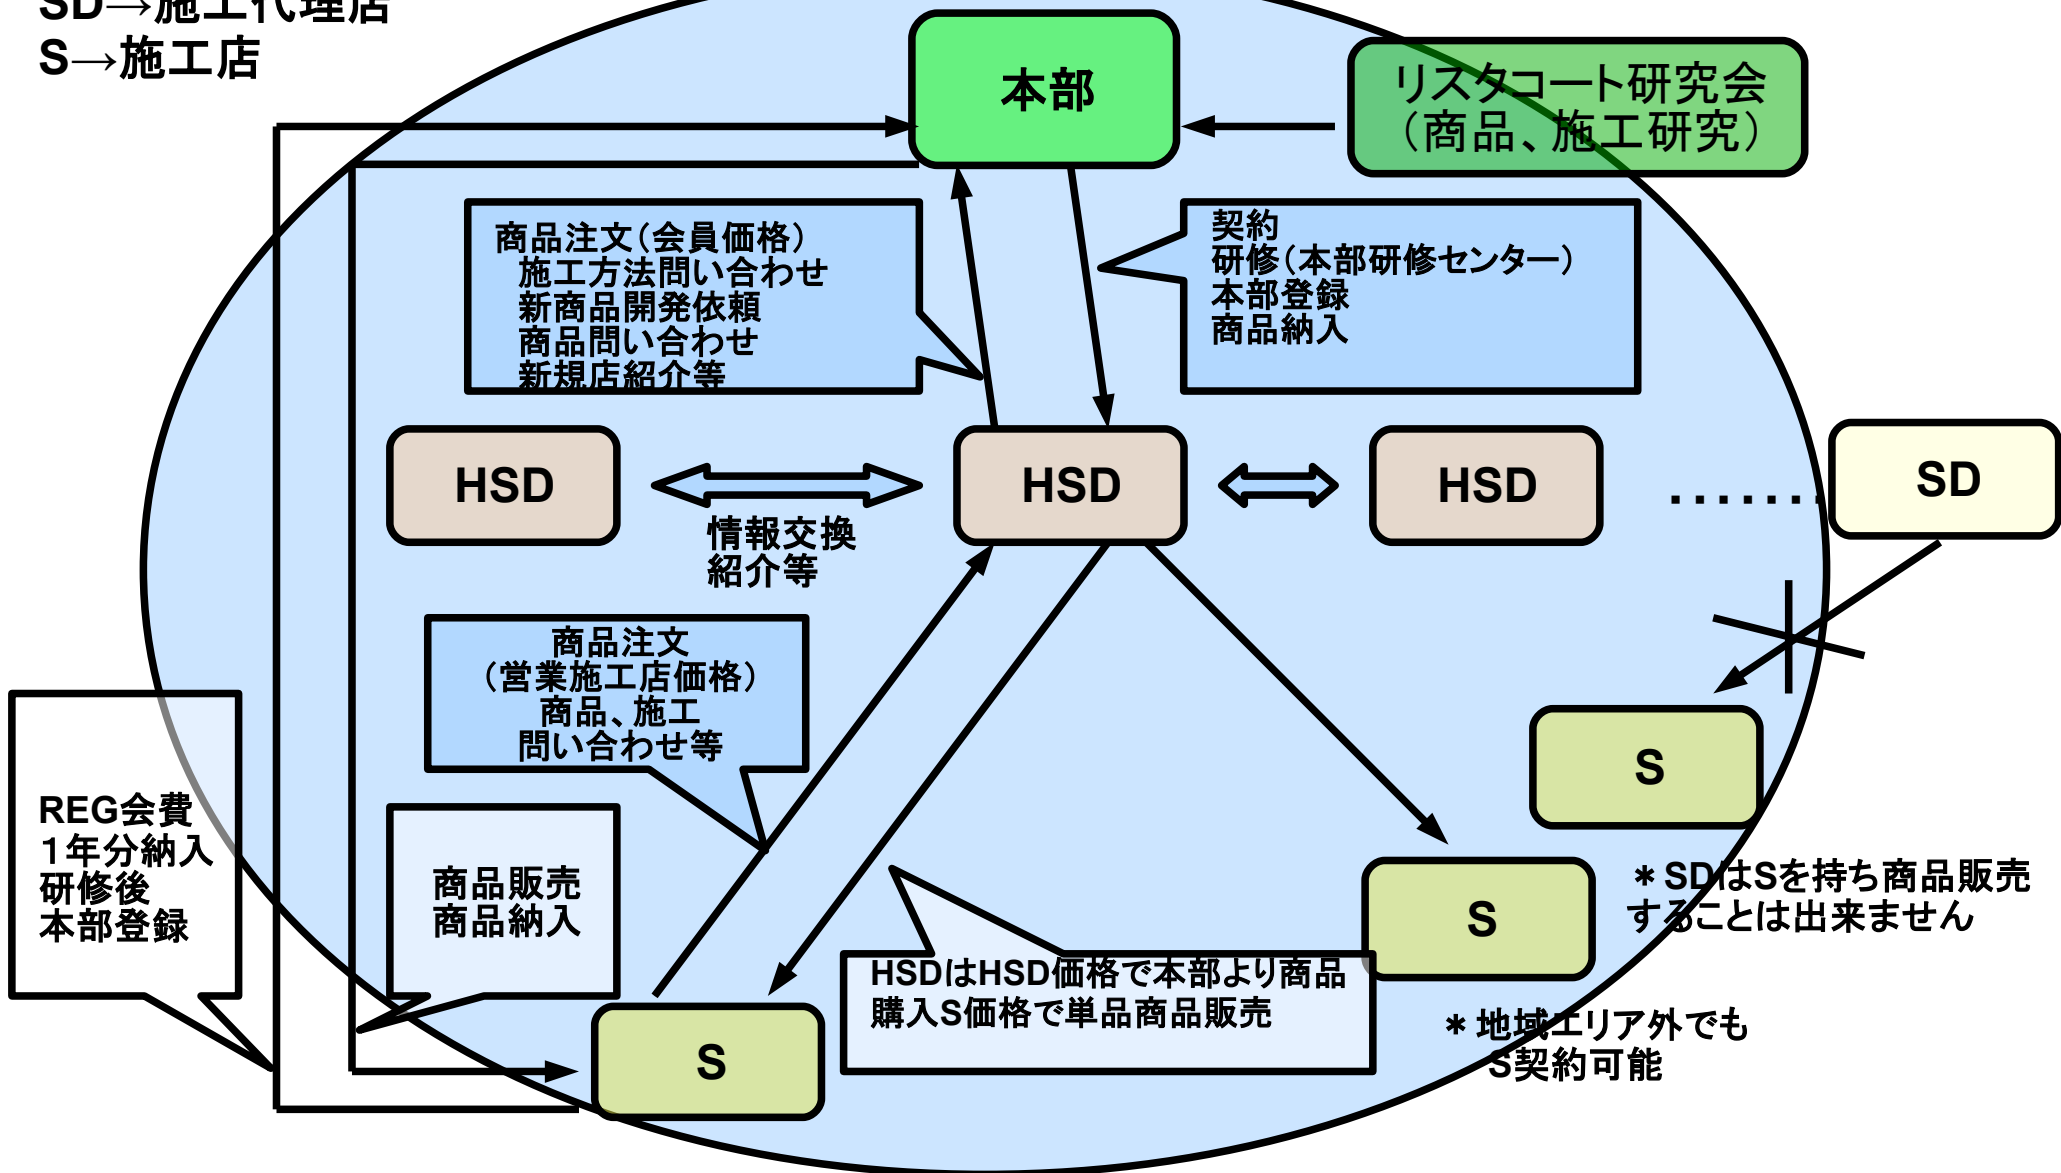 SD→施工代理店
S→施工店
本部
リスタコート研究会
（商品、施工研究）
商品注文（会員価格）
施工方法問い合わせ
新商品開発依頼
商品問い合わせ
新規店紹介等
契約
研修（本部研修センター）
本部登録
商品納入
HSD
HSD
HSD
.......
SD
情報交換
紹介等
商品注文
（営業施工店価格）
商品、施工
問い合わせ等
REG会費
１年分納入
研修後
本部登録
商品販売
商品納入
S
S
＊SDはSを持ち商品販売
することは出来ません
HSDはHSD価格で本部より商品
購入S価格で単品商品販売
＊地域エリア外でも
S契約可能
S